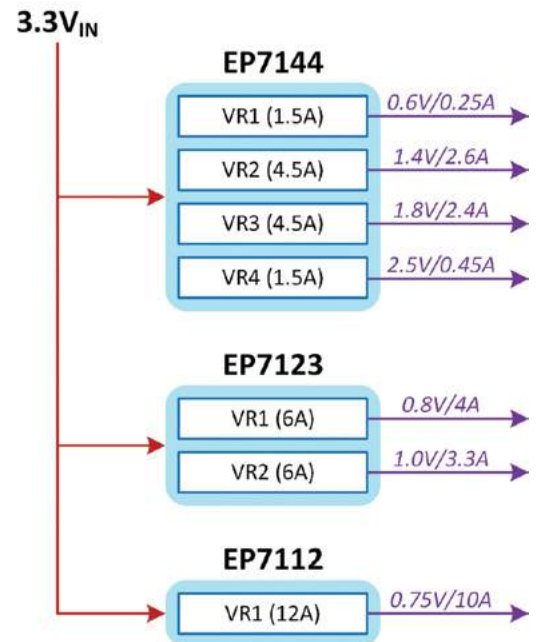 3.3VIN
EP7144
VR1 (1.5A)
0.6V/0.25A
VR2 (4.5A)
1.4V/2.6A
VR3 (4.5A)
1.8V/2.4A
VR4 (1.5A)
2.5V/0.45A
EP7123
VR1 (6A)
0.8V/4A
VR2 (6A)
1.0V/3.3A
EP7112
VR1 (12A)
0.75V/10A